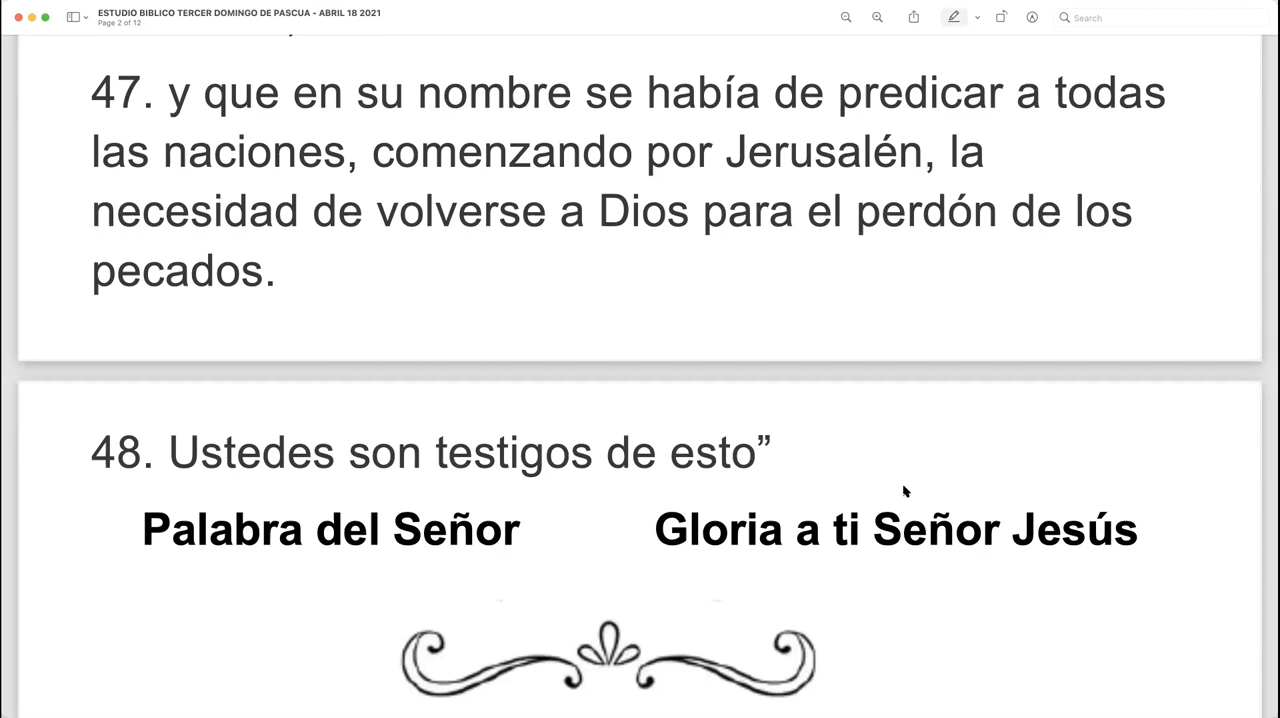 ESTUDIO BIBLICO TERCER DOMINGO DE PASCUA - ABRIL 18 2021
Page 2 of 12
Search
47. y que en su nombre se había de predicar a todas
las naciones, comenzando por Jerusalén, la
necesidad de volverse a Dios para el perdón de los
pecados.
48. Ustedes son testigos de esto”
Palabra del Señor Gloria a ti Señor Jesús